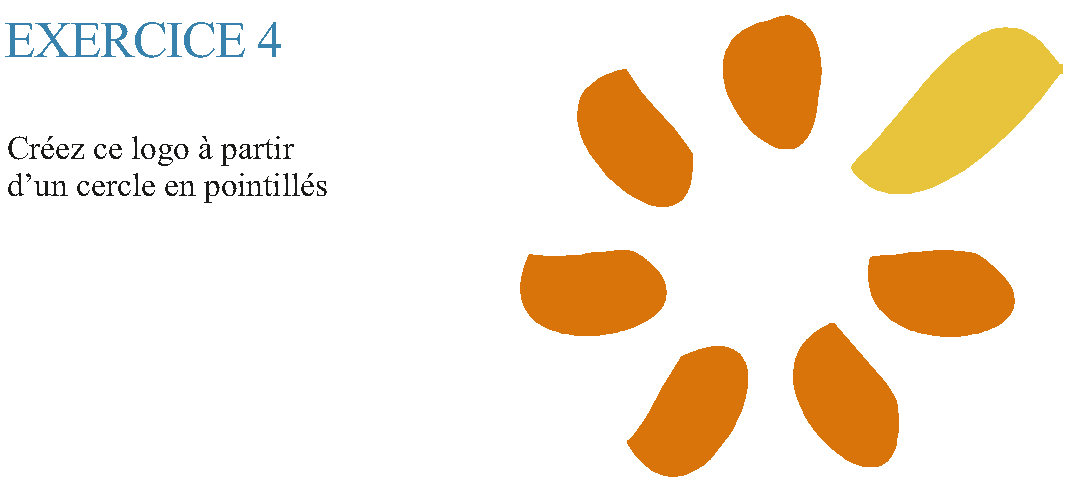 EXERCICE 4
Créez ce logo à partir
d’un cercle en pointillés